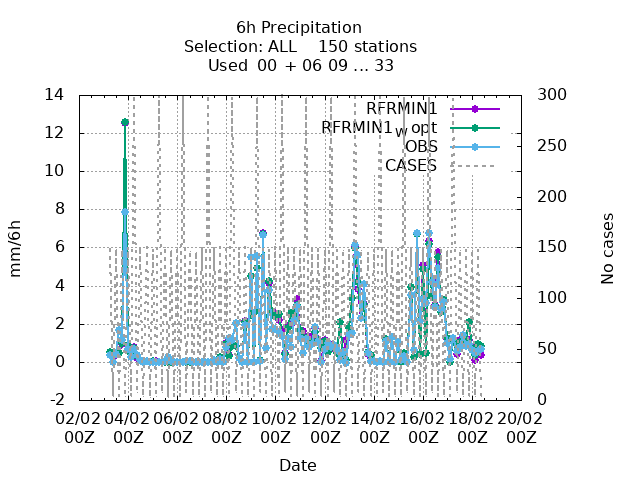 6h Precipitation
Selection: ALL    150 stations
Used  00 + 06 09 ... 33
14 300
12 250
10 200
8
6 150
4 100
2 50
0
-2 0
mm/6h
No cases
RFRMIN1
RFRMIN1w opt
OBS
CASES
02/02 04/02 06/02 08/02 10/02 12/02 14/02 16/02 18/02 20/02
00Z 00Z 00Z 00Z 00Z 00Z 00Z 00Z 00Z 00Z
Date